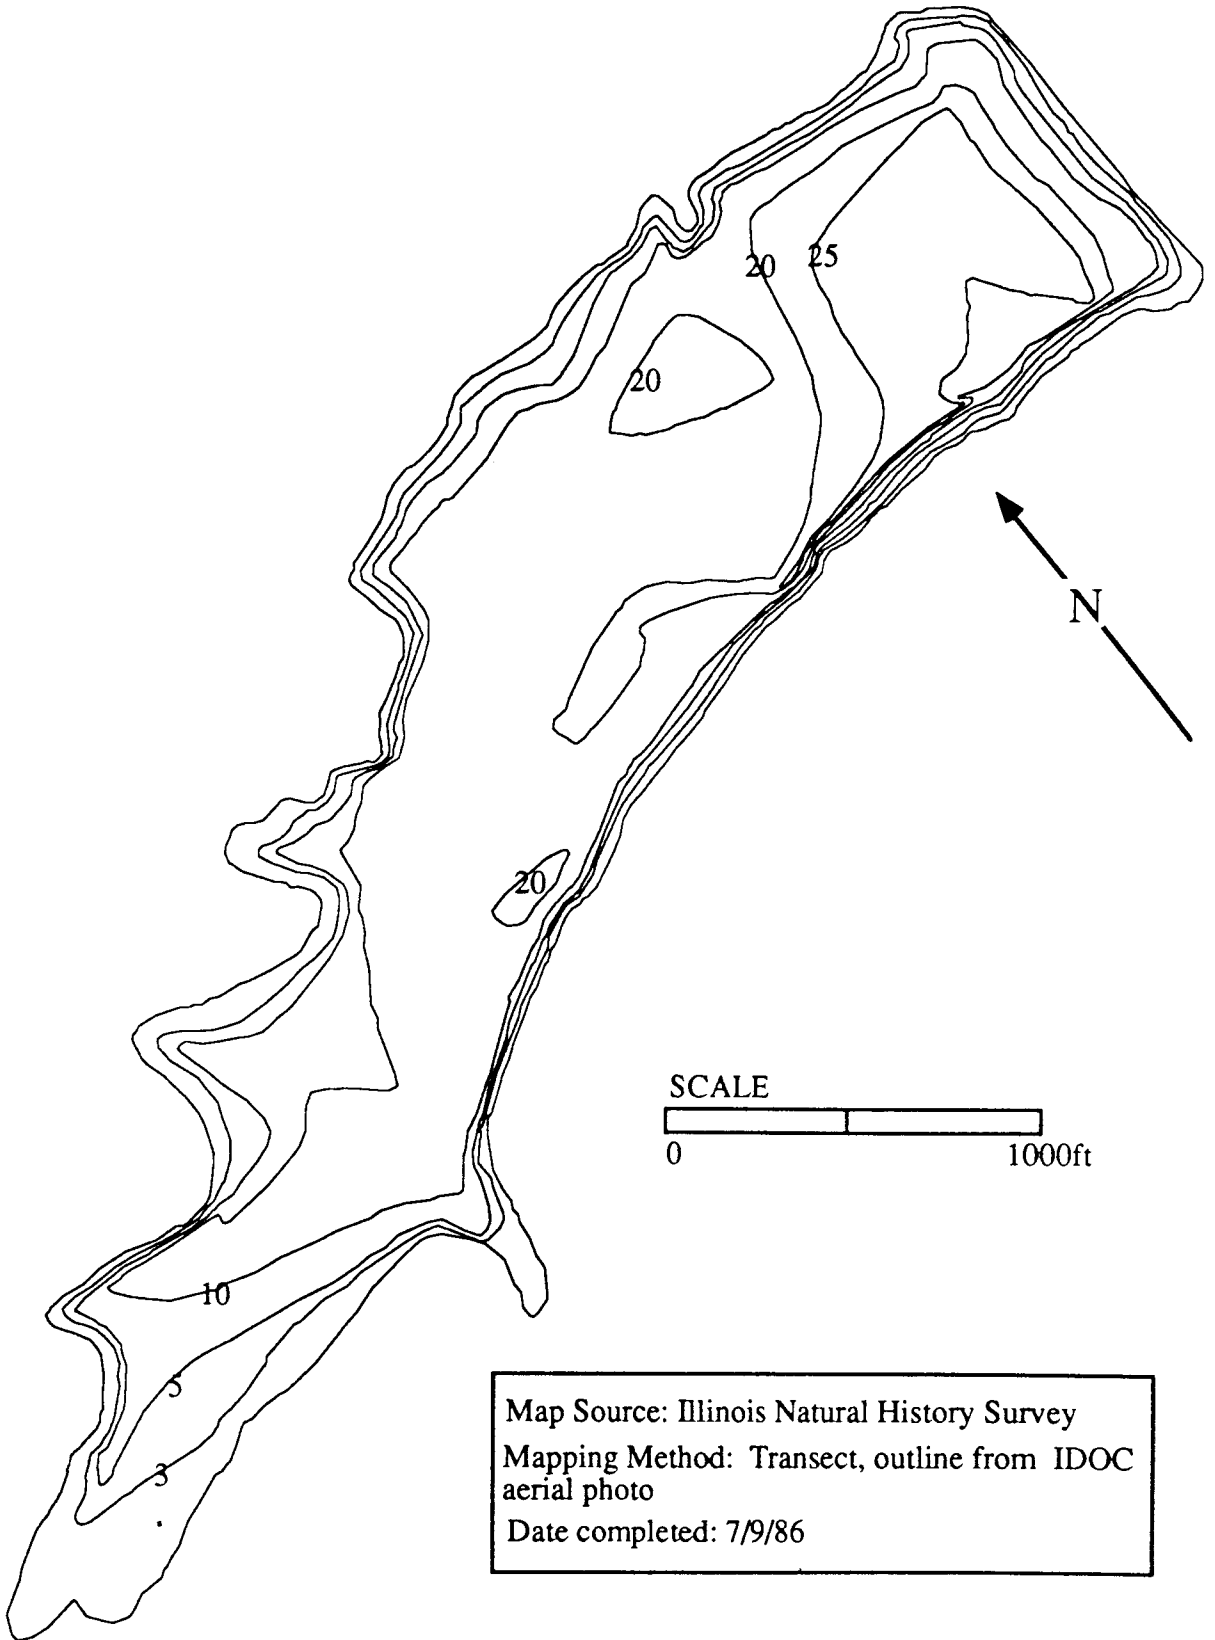 20
25
20
N
20
SCALE
0
1000ft
10
5
3
Map Source: Illinois Natural History Survey
Mapping Method: Transect, outline from IDOC
aerial photo
Date completed: 7/9/86